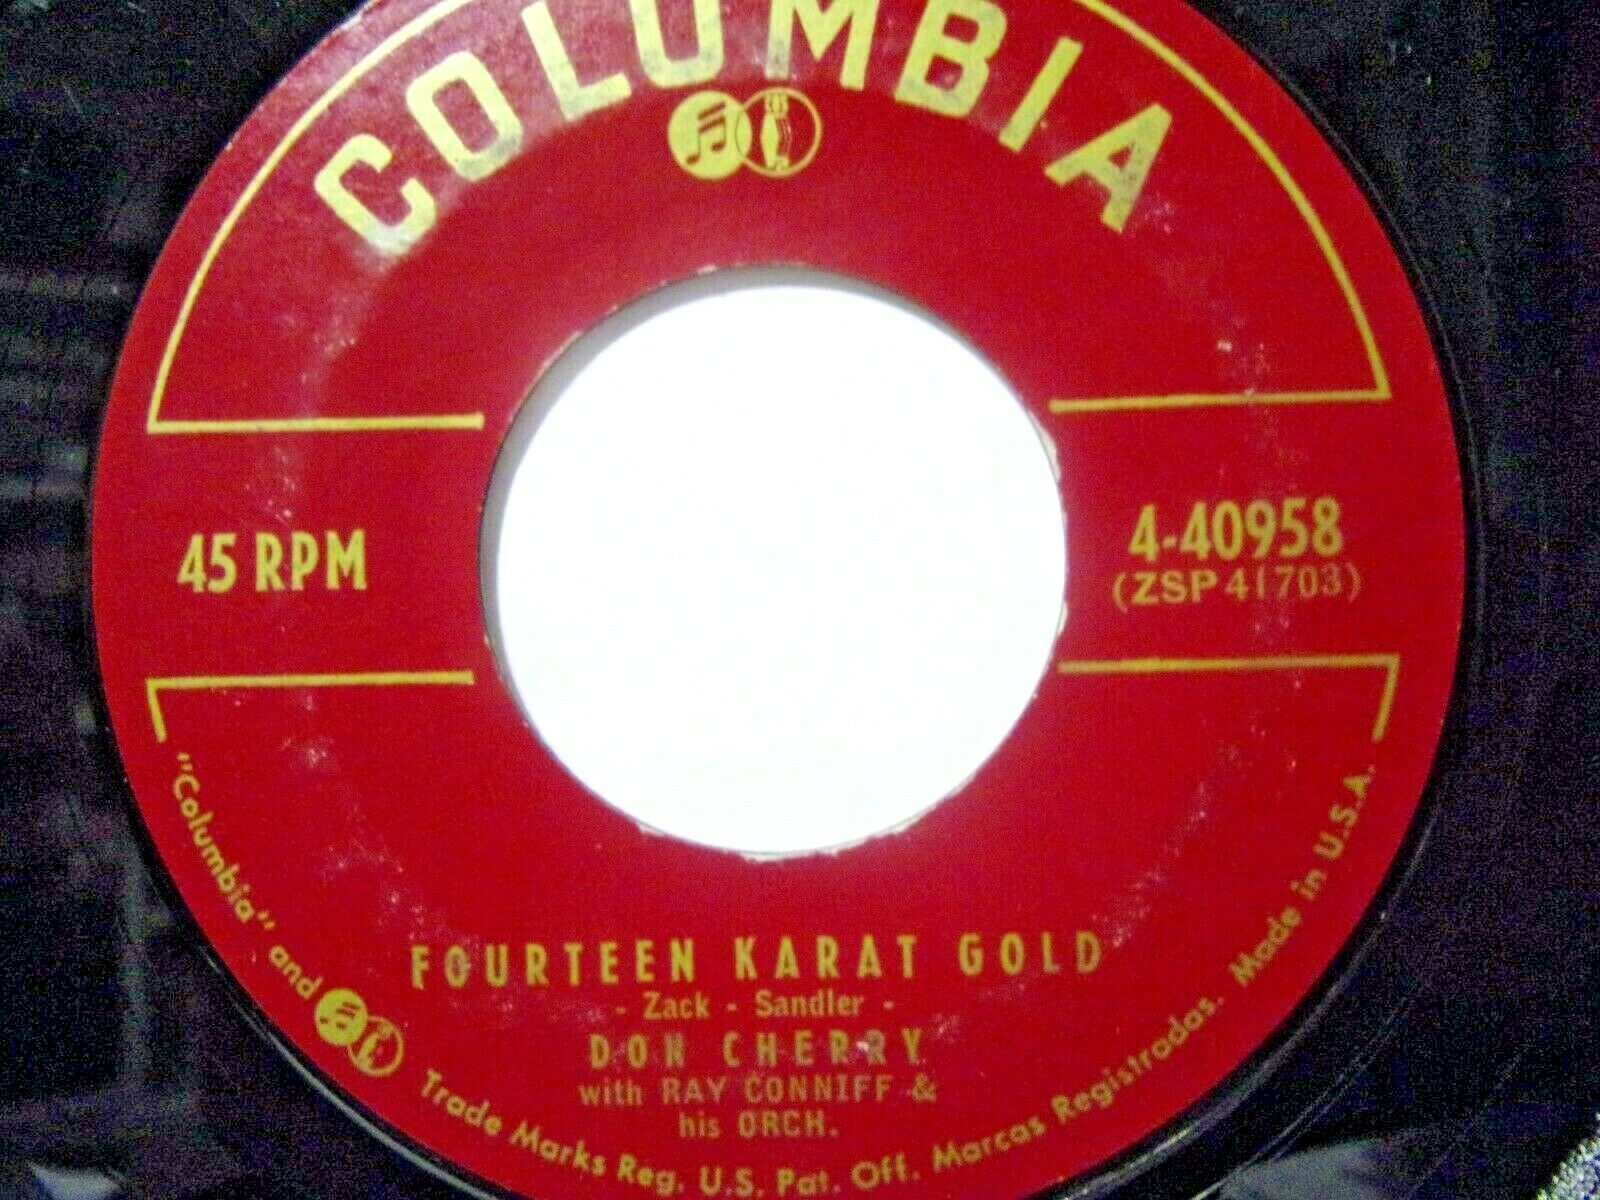 COLUMBIA
45 RPM
4-40958
(ZSP 41703)
FOURTEEN KARAT GOLD
- Zack - Sandler -
DON CHERRY
with RAY CONNIFF &
his ORCH.
"Columbia" and Trade Marks Reg. U.S. Pat. Off. Marcas Registradas. Made in U.S.A.